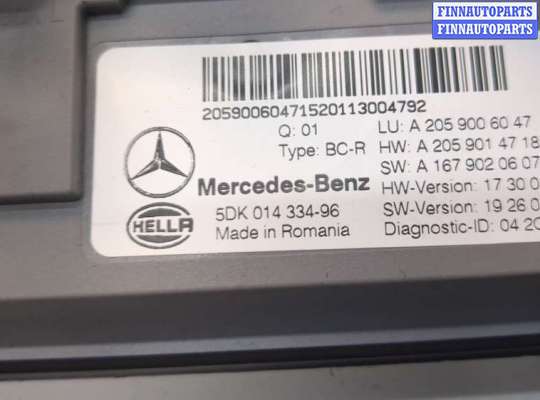 FINNAUTOPARTS
FINNAUTOPARTS
20590060471520113004792
Q: 01 LU: A 205 900 60 47
Type: BC-R HW: A 205 901 47 18
SW: A 167 902 06 07
Mercedes-Benz HW-Version: 17 30 0
HELLA 5DK 014 334-96 SW-Version: 19 26 0
Made in Romania Diagnostic-ID: 04 20